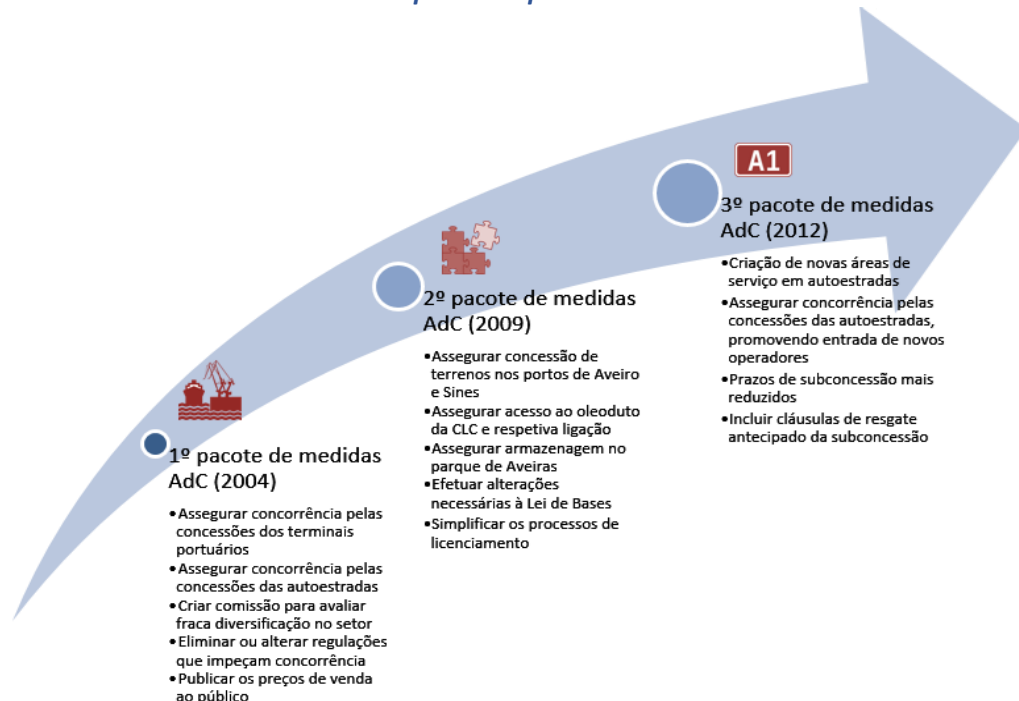 A1
3º pacote de medidas
AdC (2012)
•Criação de novas áreas de
serviço em autoestradas
•Assegurar concorrência pelas
concessões das autoestradas,
promovendo entrada de novos
operadores
•Prazos de subconcessão mais
reduzidos
•Incluir cláusulas de resgate
antecipado da subconcessão
2º pacote de medidas
AdC (2009)
•Assegurar concessão de
terrenos nos portos de Aveiro
e Sines
•Assegurar acesso ao oleoduto
da CLC e respetiva ligação
•Assegurar armazenagem no
parque de Aveiras
•Efetuar alterações
necessárias à Lei de Bases
•Simplificar os processos de
licenciamento
1º pacote de medidas
AdC (2004)
•Assegurar concorrência pelas
concessões dos terminais
portuários
•Assegurar concorrência pelas
concessões das autoestradas
•Criar comissão para avaliar
fraca diversificação no setor
•Eliminar ou alterar regulações
que impeçam concorrência
•Publicar os preços de venda
ao público